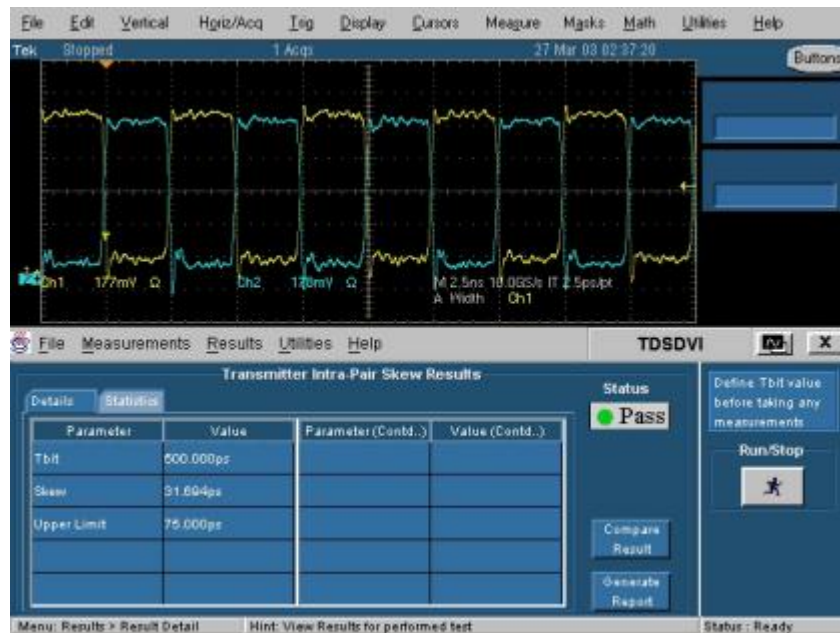 File Edit Vertical Horiz/Acq Trig Display Cursors Measure Masks Math Utilities Help
Tek Stopped 1 Acqs 27 Mar 03 02:37:20 Buttons
Ch1 177mV Ω Ch2 178mV Ω M 2.5ns 10.0GS/s IT 2.5ps/pt
A Width Ch1
File Measurements Results Utilities Help TDSDVI X
Transmitter Intra-Pair Skew Results
Details Statistics
Status
Pass
Define Tbit value
before taking any
measurements
Parameter Value Parameter(Contd..) Value (Contd..)
Tbit 500.000ps
Skew 31.694ps
Upper Limit 75.000ps
Run/Stop
Compare
Result
Generate
Report
Menu: Results > Result Detail Hint: View Results for performed test Status : Ready